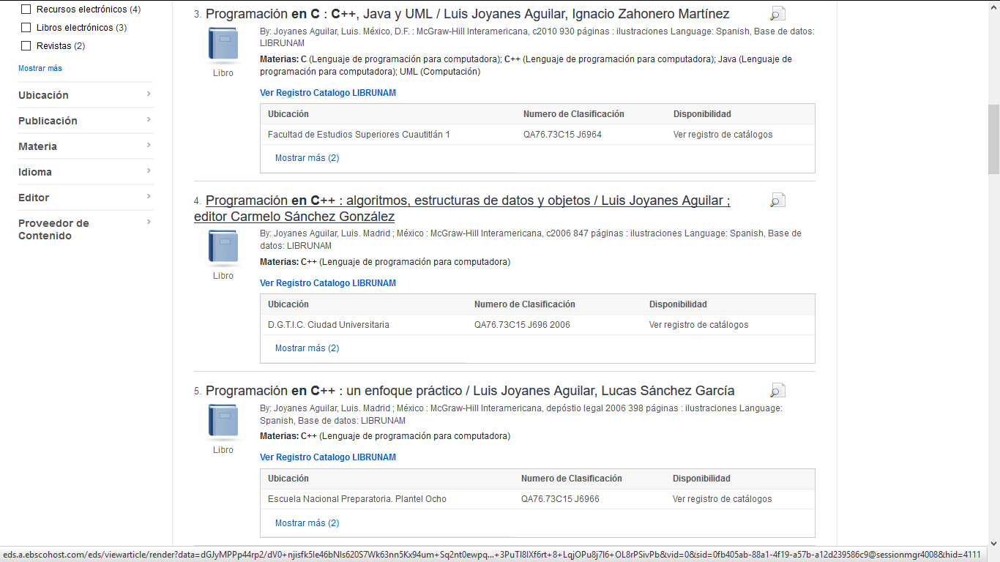 Recursos electrónicos (4)
Libros electrónicos (3)
Revistas (2)
Mostrar más
Ubicación
Publicación
Materia
Idioma
Editor
Proveedor de
Contenido
3. Programación en C : C++, Java y UML / Luis Joyanes Aguilar, Ignacio Zahonero Martínez
Libro
By: Joyanes Aguilar, Luis. México, D.F. : McGraw-Hill Interamericana, c2010 930 páginas : ilustraciones Language: Spanish, Base de datos:
LIBRUNAM
Materias: C (Lenguaje de programación para computadora); C++ (Lenguaje de programación para computadora); Java (Lenguaje de
programación para computadora); UML (Computación)
Ver Registro Catalogo LIBRUNAM
Ubicación Numero de Clasificación Disponibilidad
Facultad de Estudios Superiores Cuautitlán 1 QA76.73C15 J6964 Ver registro de catálogos
Mostrar más (2)
4. Programación en C++ : algoritmos, estructuras de datos y objetos / Luis Joyanes Aguilar ;
editor Carmelo Sánchez González
Libro
By: Joyanes Aguilar, Luis. Madrid ; México : McGraw-Hill Interamericana, c2006 847 páginas : ilustraciones Language: Spanish, Base de
datos: LIBRUNAM
Materias: C++ (Lenguaje de programación para computadora)
Ver Registro Catalogo LIBRUNAM
Ubicación Numero de Clasificación Disponibilidad
D.G.T.I.C. Ciudad Universitaria QA76.73C15 J696 2006 Ver registro de catálogos
Mostrar más (2)
5. Programación en C++ : un enfoque práctico / Luis Joyanes Aguilar, Lucas Sánchez García
Libro
By: Joyanes Aguilar, Luis. Madrid ; México : McGraw-Hill Interamericana, depóstio legal 2006 398 páginas : ilustraciones Language:
Spanish, Base de datos: LIBRUNAM
Materias: C++ (Lenguaje de programación para computadora)
Ver Registro Catalogo LIBRUNAM
Ubicación Numero de Clasificación Disponibilidad
Escuela Nacional Preparatoria. Plantel Ocho QA76.73C15 J6966 Ver registro de catálogos
Mostrar más (2)
eds.a.ebscohost.com/eds/viewarticle/render?data=dGJyMPPp44rp2/dV0+njisfk5Ie46bNIs620S7Wk63nn5Kx94um+Sq2nt0ewpq...+3PuTI8lXf6rt+8+LqjOPu8j7I6+OL8rPSivPb&vid=0&sid=0fb405ab-88a1-4f19-a57b-a12d239586c9@sessionmgr4008&hid=4111